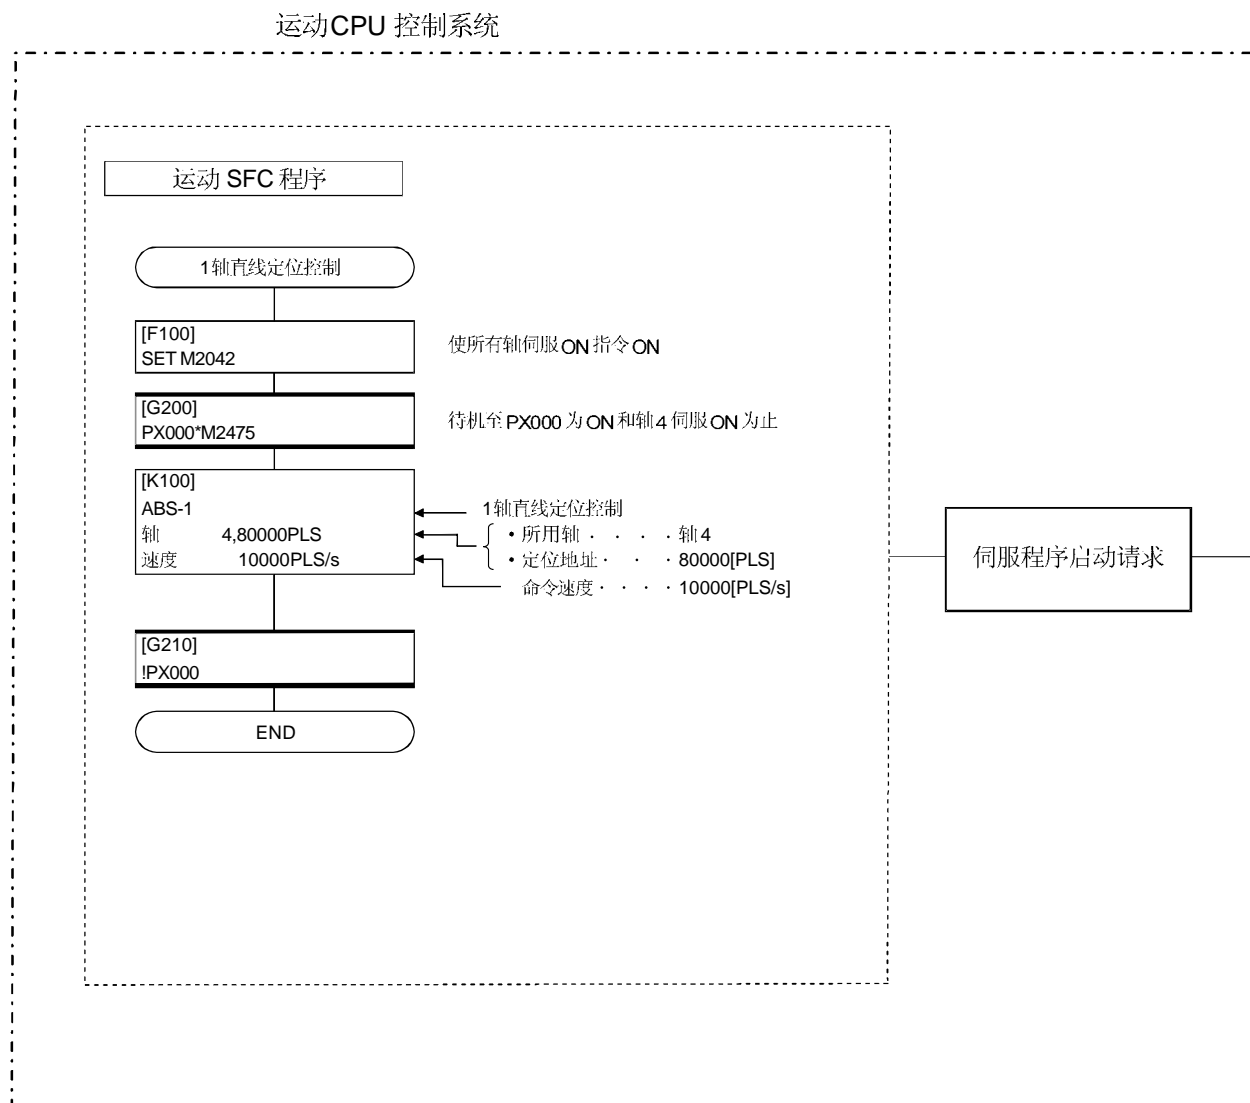 运动CPU 控制系统
运动 SFC 程序
1轴直线定位控制
[F100]
SET M2042
使所有轴伺服ON指令ON
[G200]
PX000*M2475
待机至PX000为ON和轴4伺服ON为止
[K100]
ABS-1
轴 4,80000PLS
速度 10000PLS/s
1轴直线定位控制
•所用轴 · · · · 轴4
•定位地址 · · · 80000[PLS]
命令速度 · · · · 10000[PLS/s]
伺服程序启动请求
[G210]
!PX000
END